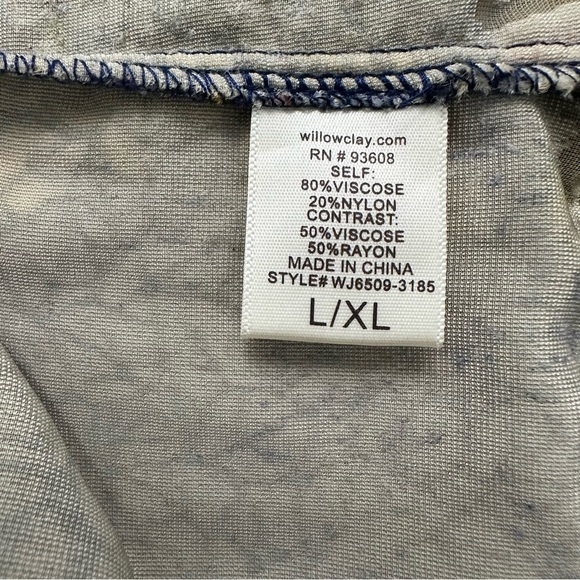 willowclay.com
RN # 93608
SELF:
80%VISCOSE
20%NYLON
CONTRAST:
50%VISCOSE
50%RAYON
MADE IN CHINA
STYLE# WJ6509-3185
L/XL